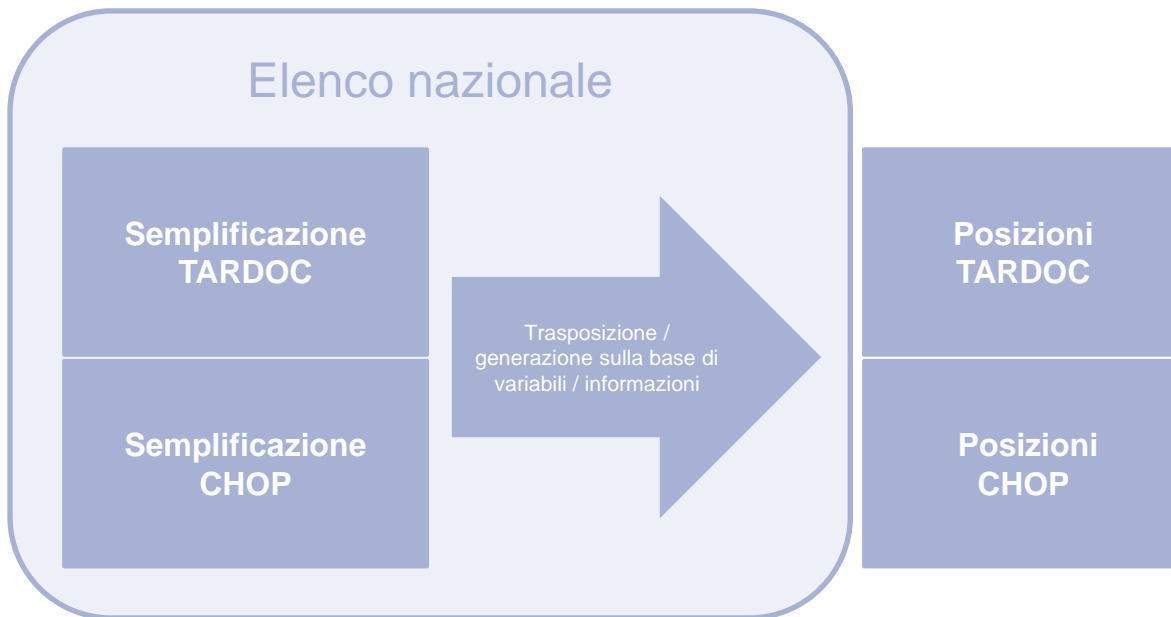 Elenco nazionale
Semplificazione
TARDOC
Semplificazione
CHOP
Trasposizione /
generazione sulla base di
variabili / informazioni
Posizioni
TARDOC
Posizioni
CHOP